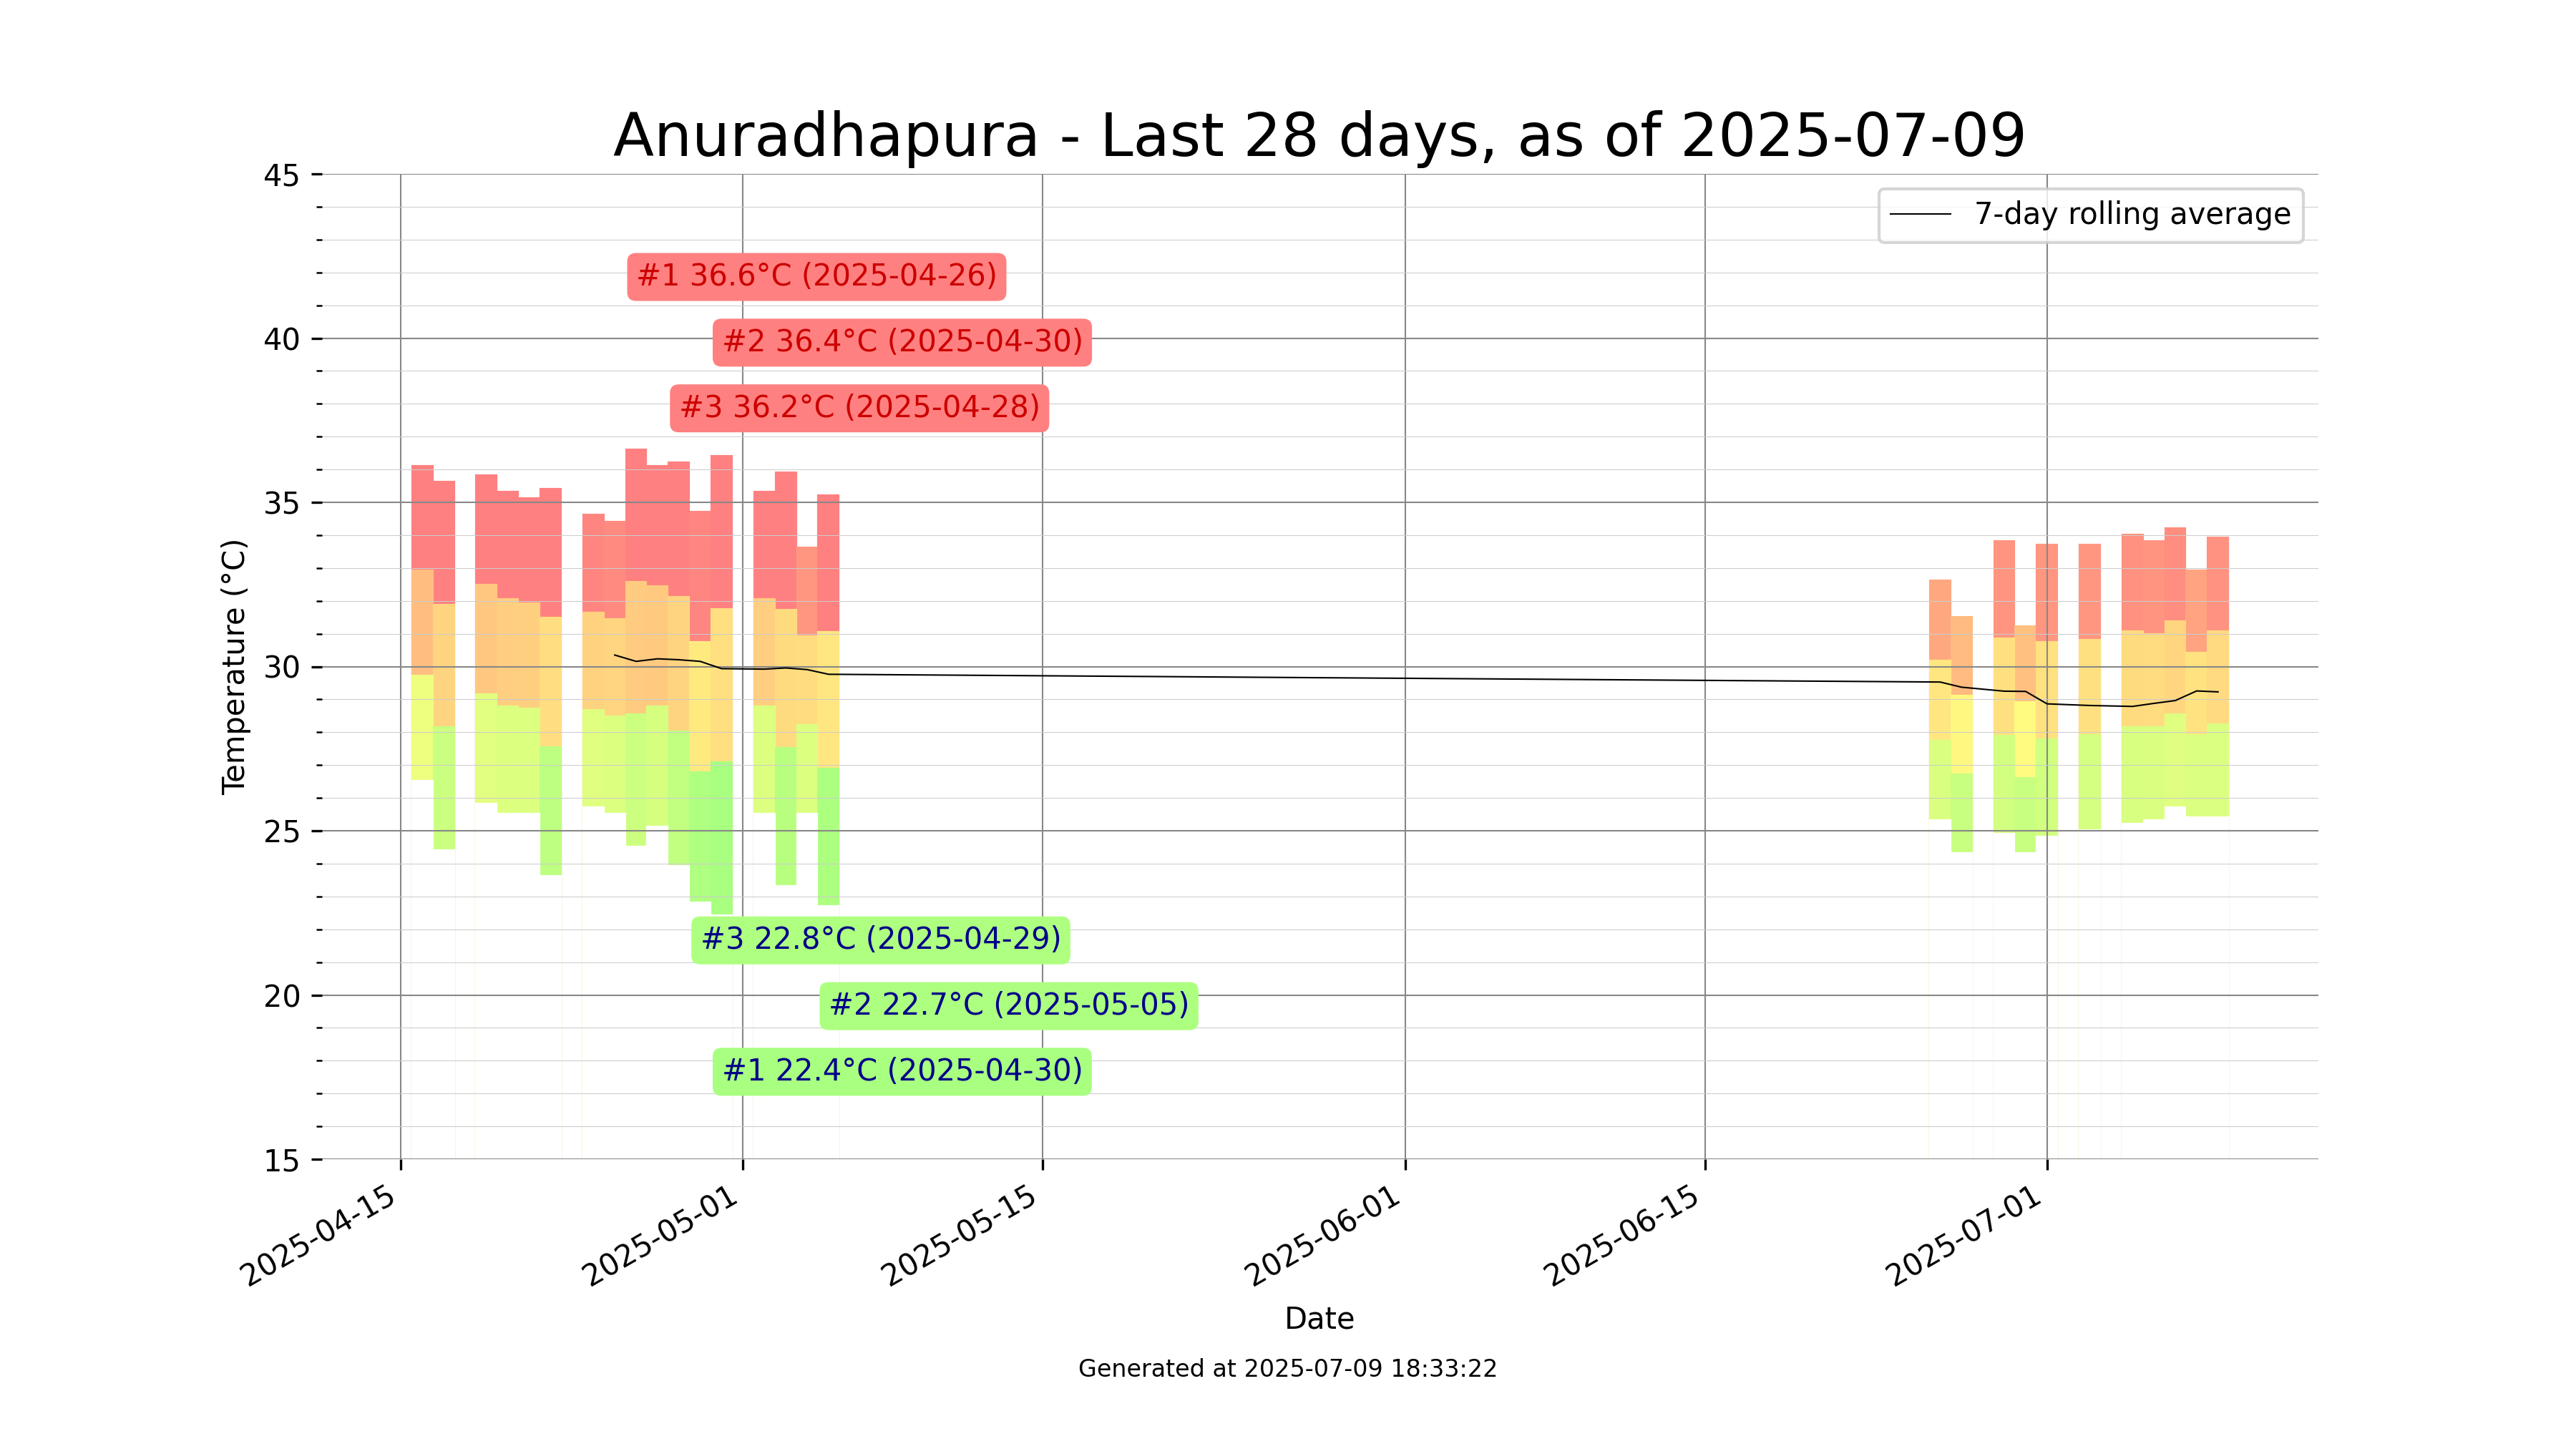 Anuradhapura - Last 28 days, as of 2025-07-09
45
40
35
30
25
20
15
Temperature (°C)
7-day rolling average
#1 36.6°C (2025-04-26)
#2 36.4°C (2025-04-30)
#3 36.2°C (2025-04-28)
#3 22.8°C (2025-04-29)
#2 22.7°C (2025-05-05)
#1 22.4°C (2025-04-30)
2025-04-15
2025-05-01
2025-05-15
2025-06-01
2025-06-15
2025-07-01
Date
Generated at 2025-07-09 18:33:22